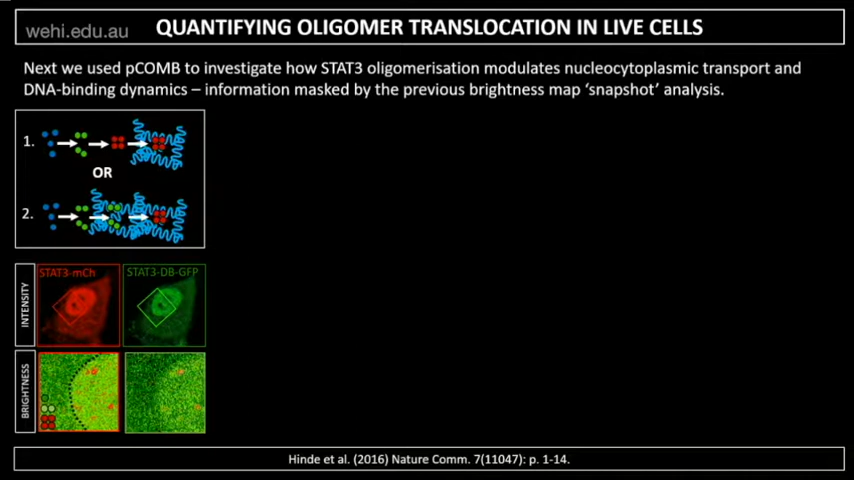 wehi.edu.au
QUANTIFYING OLIGOMER TRANSLOCATION IN LIVE CELLS
Next we used pCOMB to investigate how STAT3 oligomerisation modulates nucleocytoplasmic transport and
DNA-binding dynamics – information masked by the previous brightness map ‘snapshot’ analysis.
1.
OR
2.
INTENSITY
STAT3-mCh
STAT3-DB-GFP
BRIGHTNESS
Hinde et al. (2016) Nature Comm. 7(11047): p. 1-14.